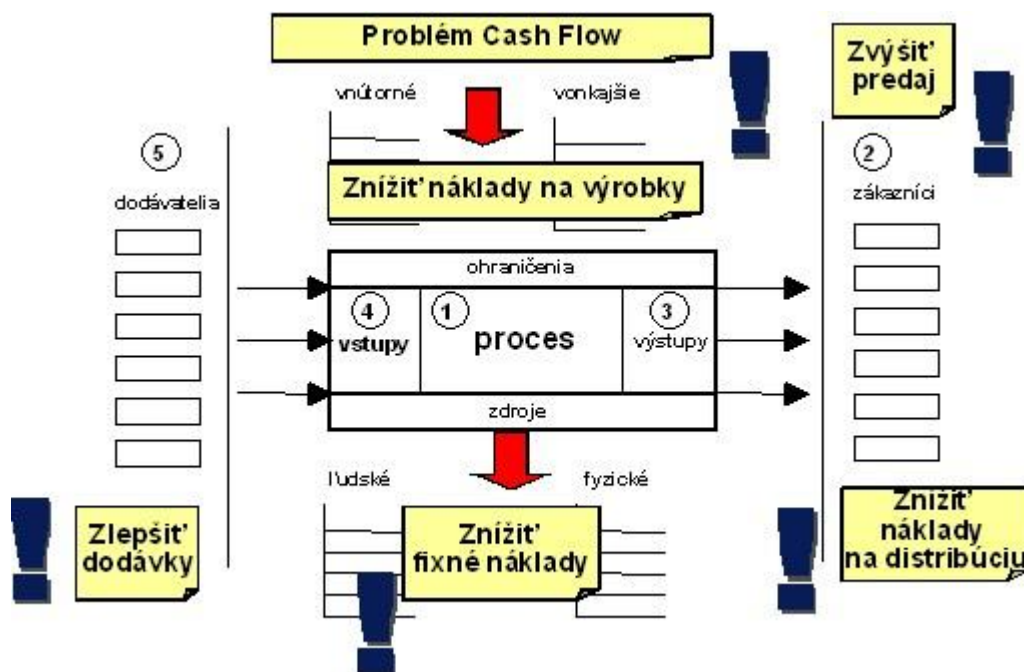 Problém Cash Flow
Zvýšiť
predaj
vnútorné
vonkajšie
5
2
dodávatelia
Znížiť náklady na výrobky
zákazníci
ohraničenia
4
1
3
vstupy
proces
výstupy
zdroje
ľudské
fyzické
Zlepšiť
dodávky
Znížiť
fixné náklady
Znížiť
náklady
na distribúciu